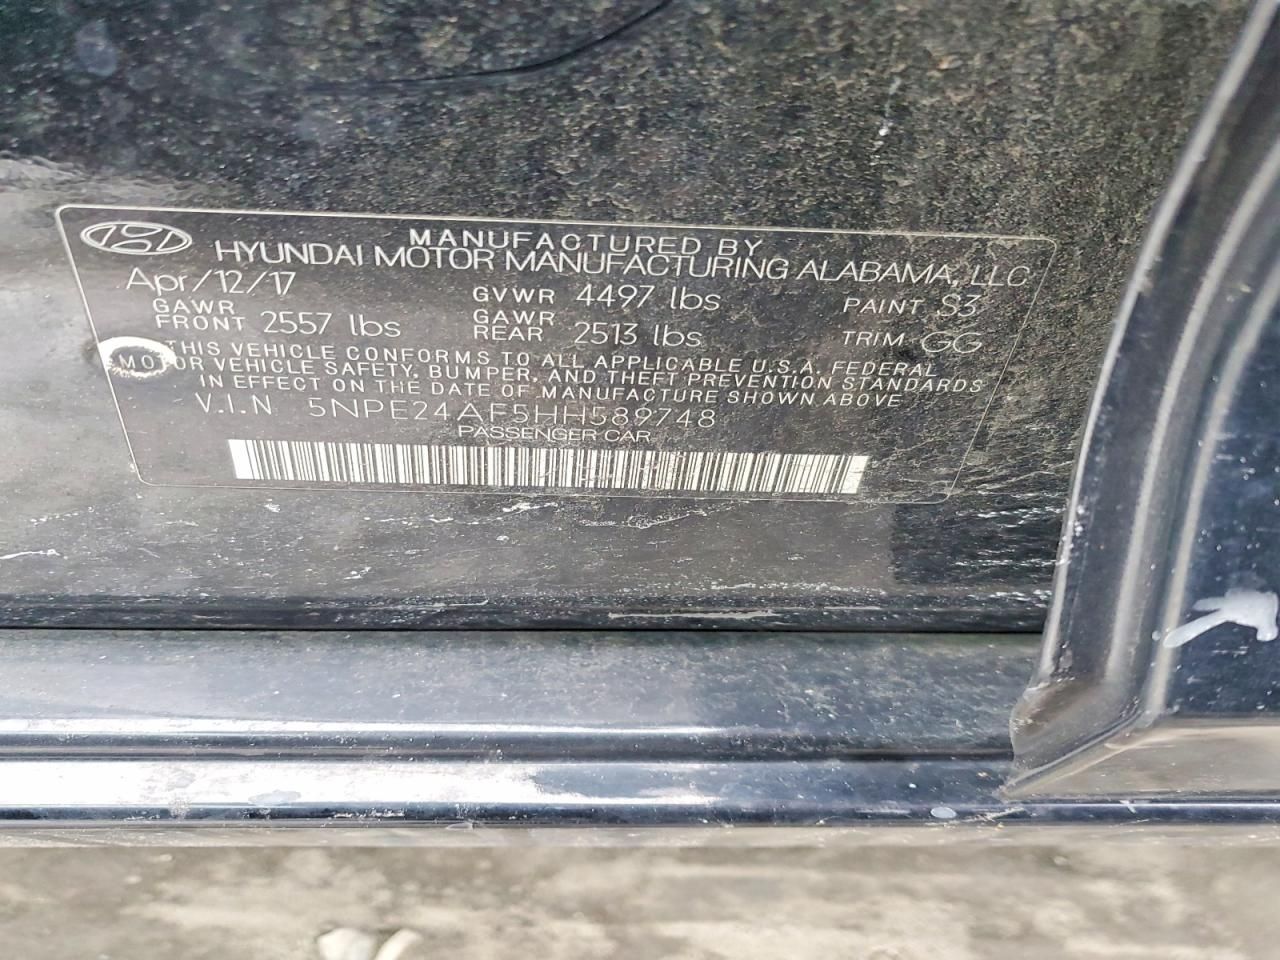 MANUFACTURED BY
HYUNDAI MOTOR MANUFACTURING ALABAMA, LLC
Apr/12/17 GVWR 4497 lbs PAINT S3
GAWR FRONT 2557 lbs GAWR REAR 2513 lbs TRIM GG
THIS VEHICLE CONFORMS TO ALL APPLICABLE U.S.A. FEDERAL
MOTOR VEHICLE SAFETY, BUMPER, AND THEFT PREVENTION STANDARDS
IN EFFECT ON THE DATE OF MANUFACTURE SHOWN ABOVE
V.I.N 5NPE24AF5HH589748
PASSENGER CAR